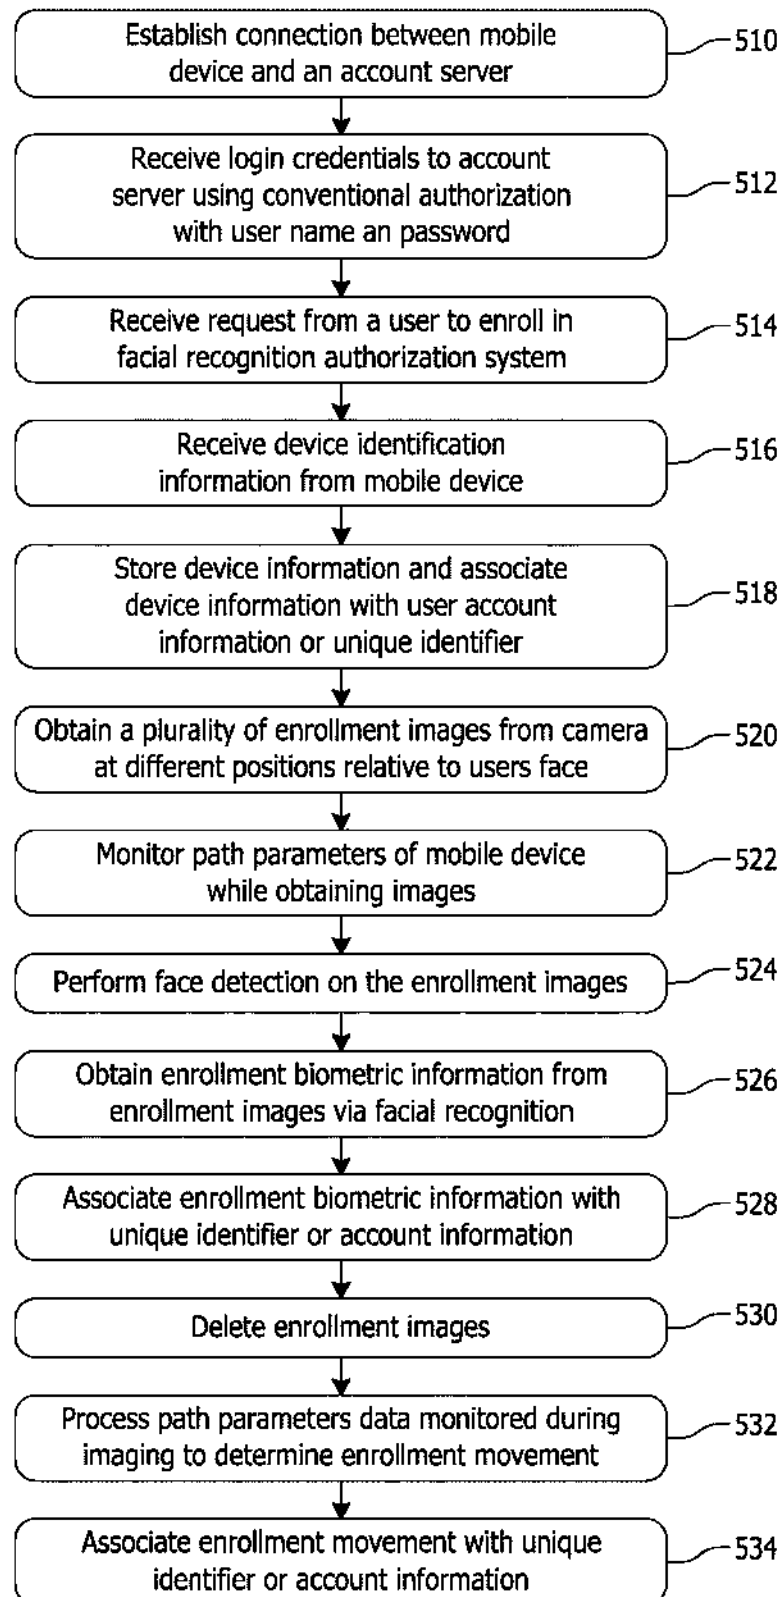 Establish connection between mobile
device and an account server
510
Receive login credentials to account
server using conventional authorization
with user name an password
512
Receive request from a user to enroll in
facial recognition authorization system
514
Receive device identification
information from mobile device
516
Store device information and associate
device information with user account
information or unique identifier
518
Obtain a plurality of enrollment images from camera
at different positions relative to users face
520
Monitor path parameters of mobile device
while obtaining images
522
Perform face detection on the enrollment images
524
Obtain enrollment biometric information from
enrollment images via facial recognition
526
Associate enrollment biometric information with
unique identifier or account information
528
Delete enrollment images
530
Process path parameters data monitored during
imaging to determine enrollment movement
532
Associate enrollment movement with unique
identifier or account information
534